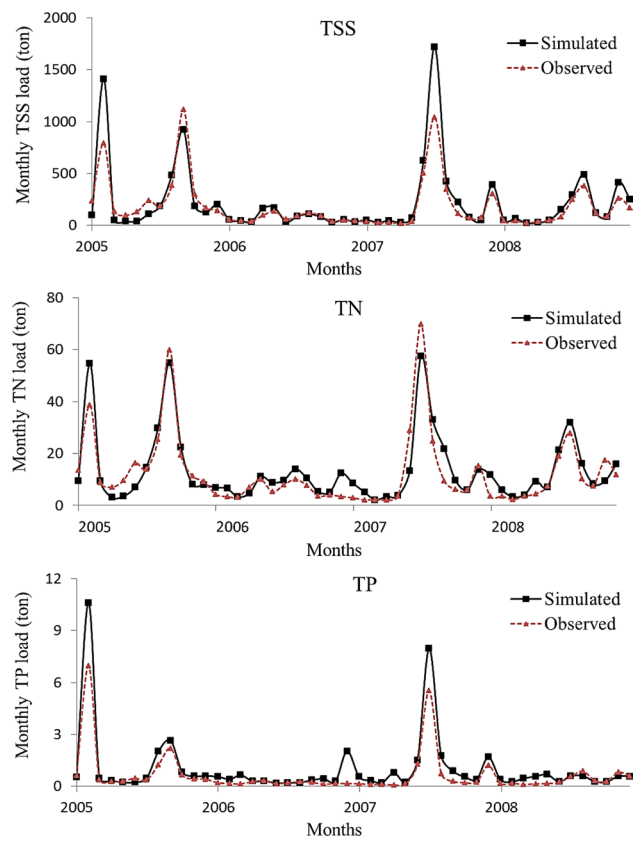 TSS
Monthly TSS load (ton)
2000
1500
1000
500
0
Simulated
Observed
2005 2006 2007 2008
Months
TN
Monthly TN load (ton)
80
60
40
20
0
Simulated
Observed
2005 2006 2007 2008
Months
TP
Monthly TP load (ton)
12
9
6
3
0
Simulated
Observed
2005 2006 2007 2008
Months